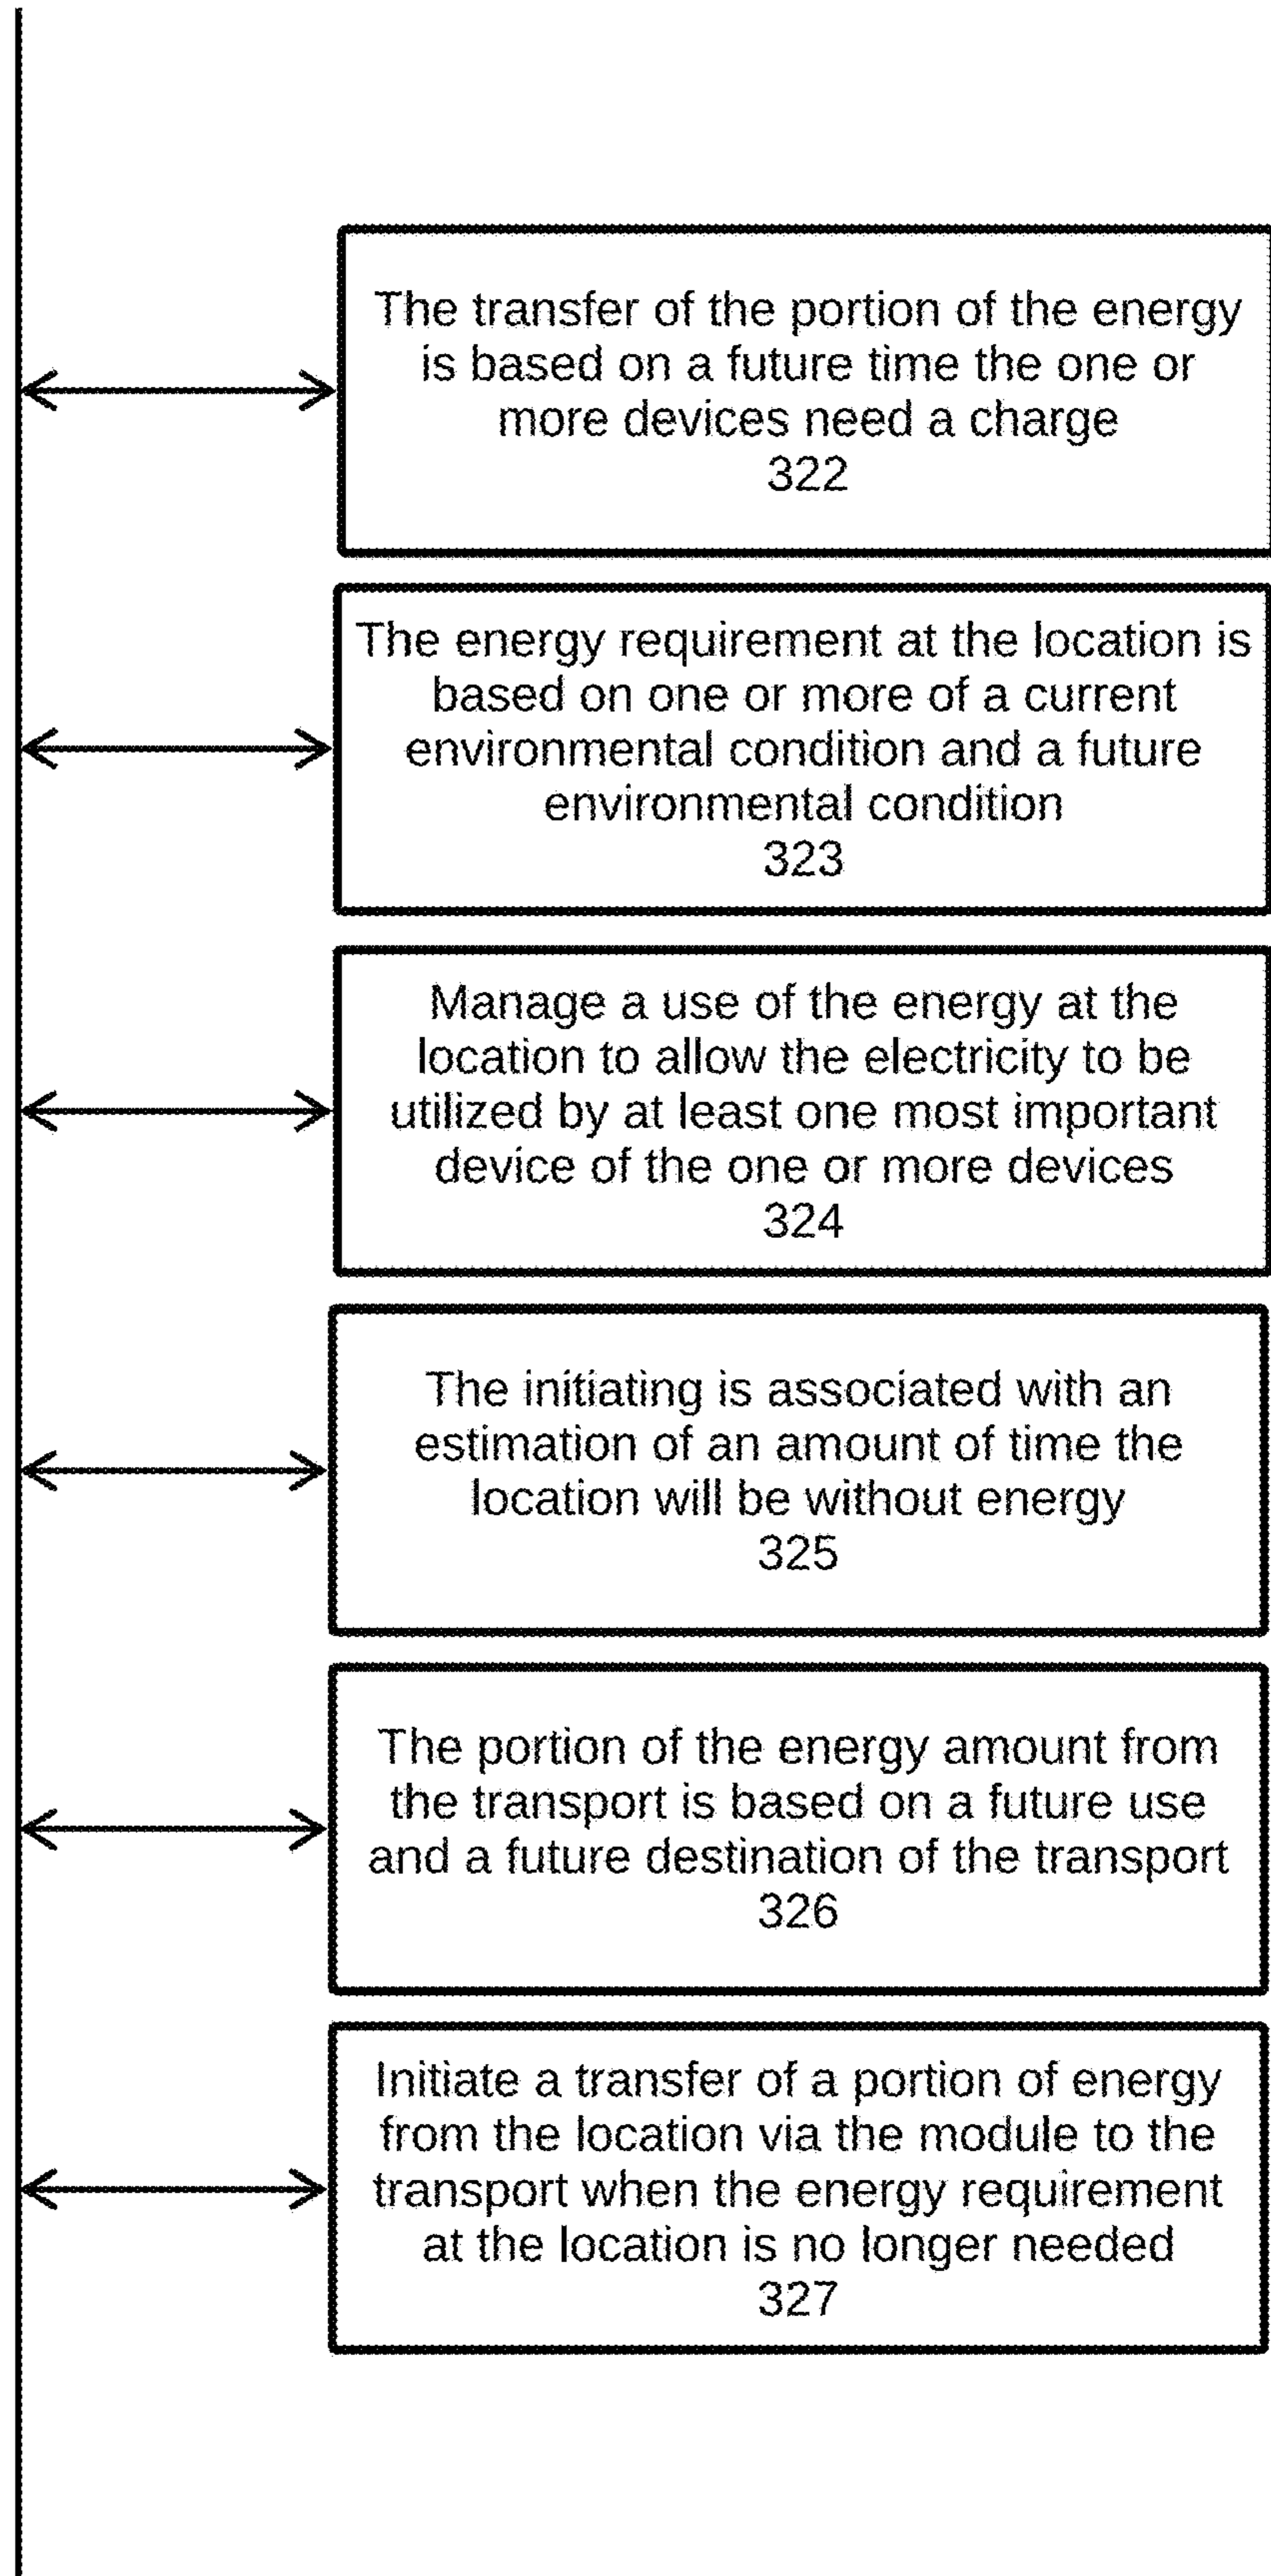 The transfer of the portion of the energy
is based on a future time the one or
more devices need a charge
322
The energy requirement at the location is
based on one or more of a current
environmental condition and a future
environmental condition
323
Manage a use of the energy at the
location to allow the electricity to be
utilized by at least one most important
device of the one or more devices
324
The initiating is associated with an
estimation of an amount of time the
location will be without energy
325
The portion of the energy amount from
the transport is based on a future use
and a future destination of the transport
326
Initiate a transfer of a portion of energy
from the location via the module to the
transport when the energy requirement
at the location is no longer needed
327